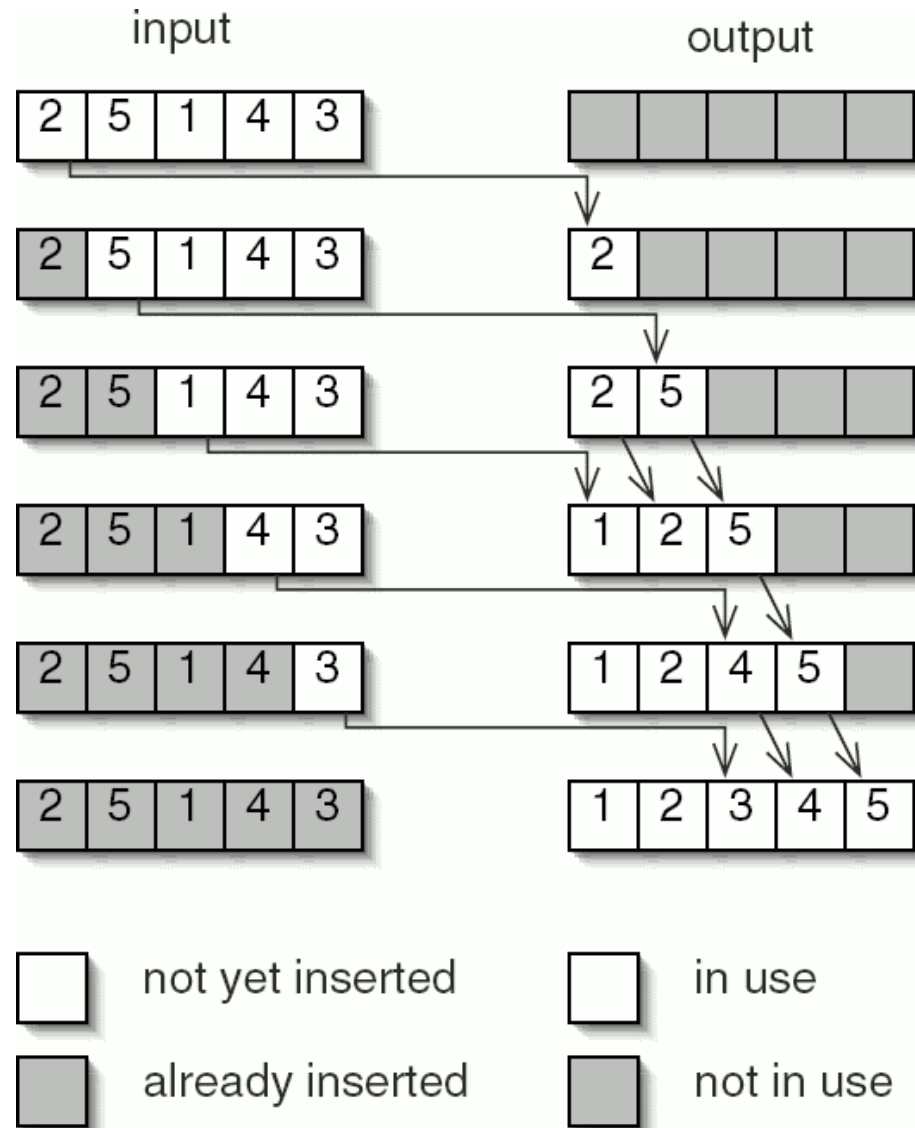 input output
2 5 1 4 3
2 5 1 4 3 2
2 5 1 4 3 2 5
2 5 1 4 3 1 2 5
2 5 1 4 3 1 2 4 5
2 5 1 4 3 1 2 3 4 5
not yet inserted in use
already inserted not in use